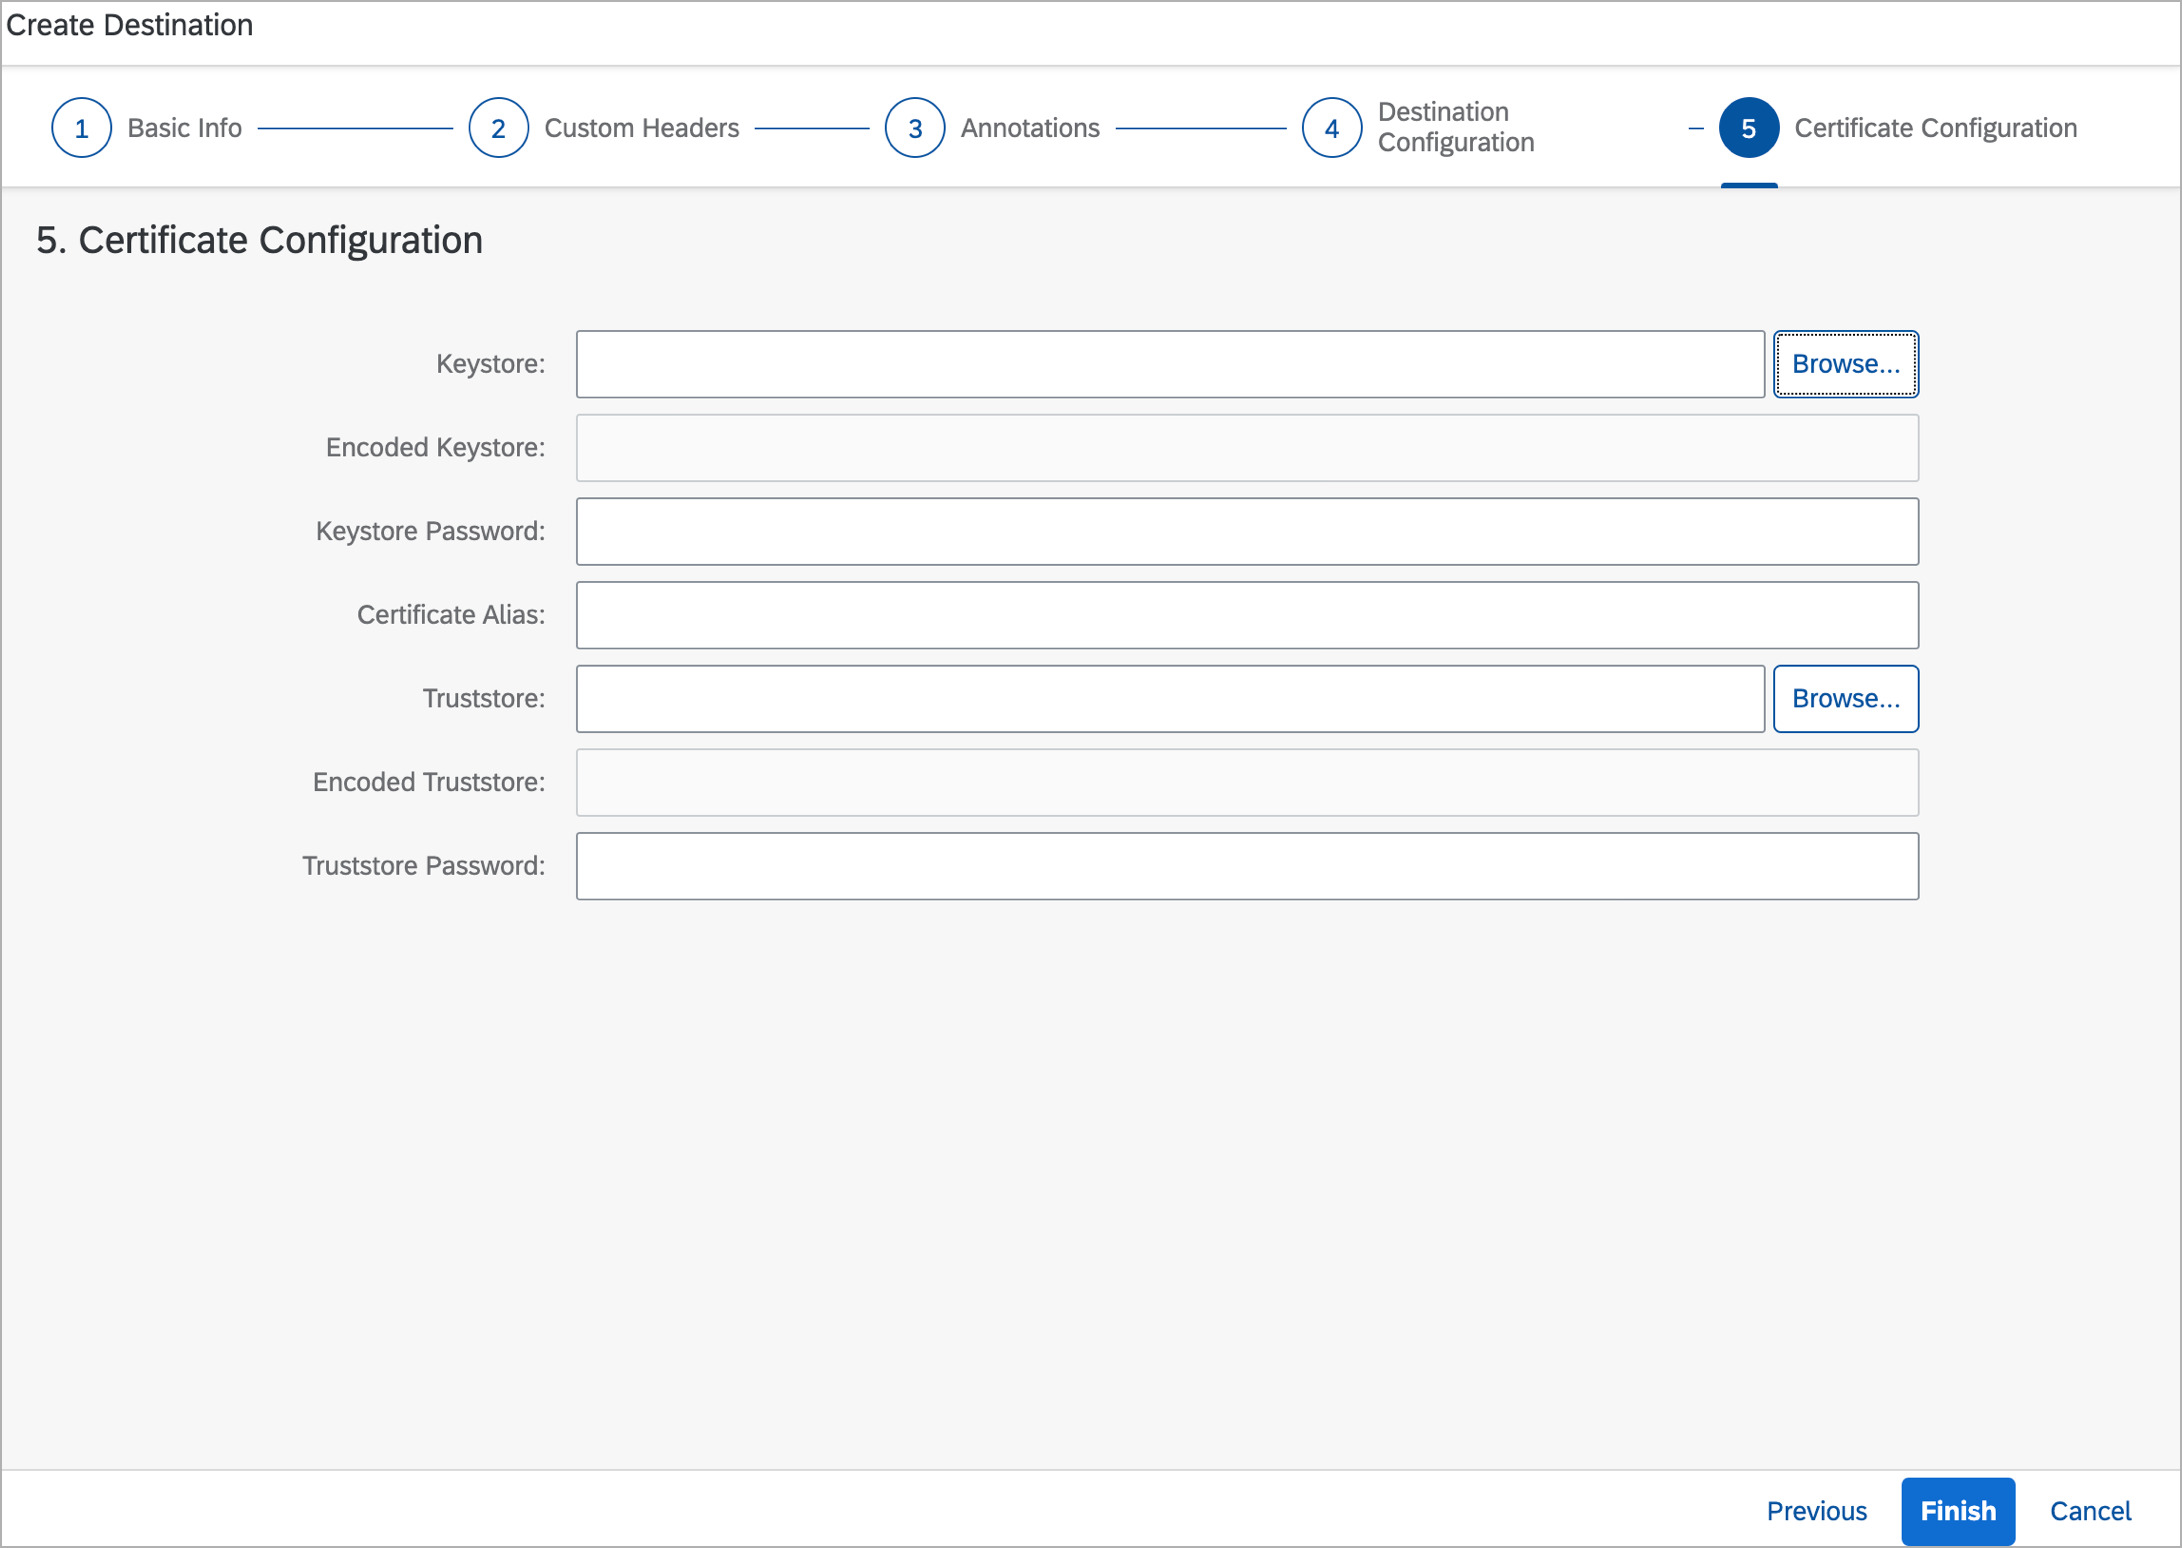 Create Destination
1 Basic Info 2 Custom Headers 3 Annotations 4 Destination Configuration 5 Certificate Configuration
5. Certificate Configuration
Keystore: Browse...
Encoded Keystore:
Keystore Password:
Certificate Alias:
Truststore: Browse...
Encoded Truststore:
Truststore Password:
Previous Finish Cancel